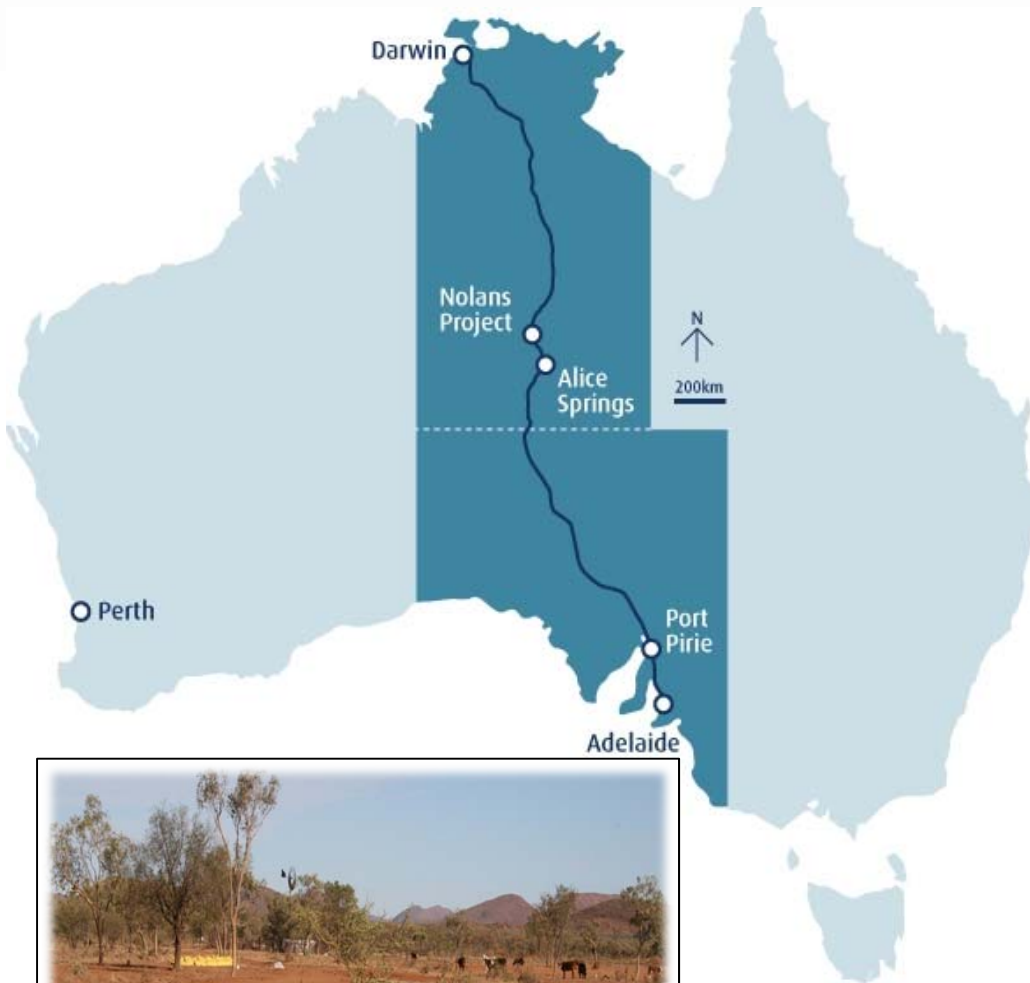 Darwin
Nolans
Project
N
Alice
Springs
200km
Perth
Port
Pirie
Adelaide